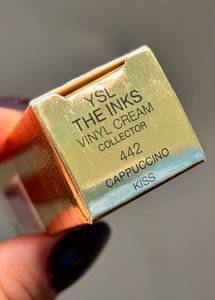 YSL
THE INKS
VINYL CREAM
COLLECTOR
442
CAPPUCCINO
KISS